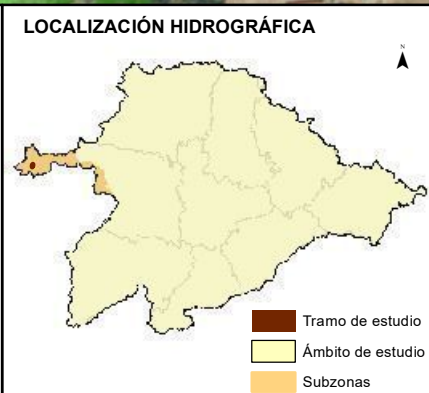 LOCALIZACIÓN HIDROGRÁFICA
N
Tramo de estudio
Ámbito de estudio
Subzonas